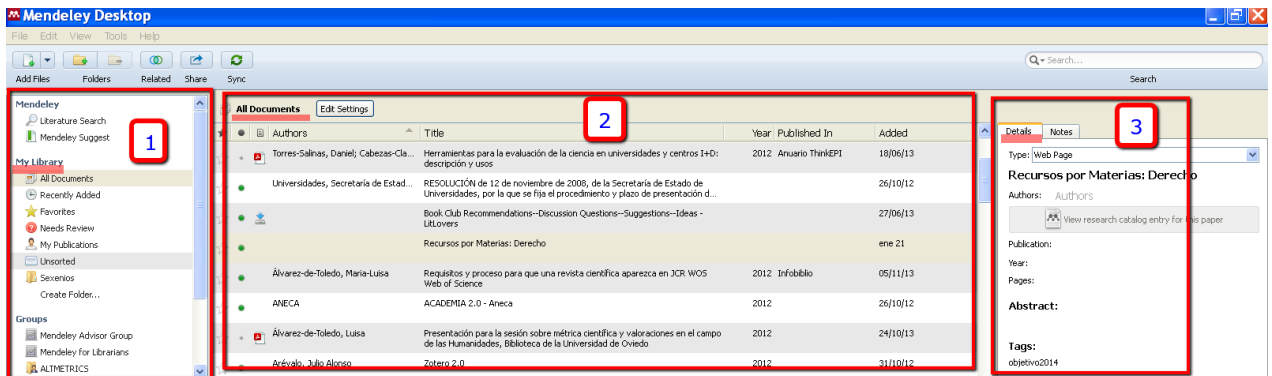 Mendeley Desktop
File Edit View Tools Help
Search...
Add Files Folders Related Share Sync Search
Mendeley
Literature Search
Mendeley Suggest
1
My Library
All Documents
Recently Added
Favorites
Needs Review
My Publications
Unsorted
Sexenios
Create Folder...
Groups
Mendeley Advisor Group
Mendeley for Librarians
ALTMETRICS
All Documents Edit Settings
2
Authors Title Year Published In Added
Torres-Salinas, Daniel; Cabezas-Cla... Herramientas para la evaluación de la ciencia en universidades y centros I+D: 2012 Anuario ThinkEPI 18/06/13
descripción y usos
Universidades, Secretaría de Estad... RESOLUCIÓN de 12 de noviembre de 2008, de la Secretaría de Estado de 26/10/12
Universidades, por la que se fija el procedimiento y plazo de presentación d...
Book Club Recommendations--Discussion Questions--Suggestions--Ideas - 27/06/13
LitLovers
Recursos por Materias: Derecho ene 21
Álvarez-de-Toledo, Maria-Luisa Requisitos y proceso para que una revista científica aparezca en JCR WOS 2012 Infobiblio 05/11/13
Web of Science
ANECA ACADEMIA 2.0 - Aneca 2012 26/10/12
Álvarez-de-Toledo, Luisa Presentación para la sesión sobre métrica científica y valoraciones en el campo 2012 24/10/13
de las Humanidades, Biblioteca de la Universidad de Oviedo
Arévalo, Julio Alonso Zotero 2.0 2012 31/10/12
Details Notes
3
Type: Web Page
Recursos por Materias: Derecho
Authors: Authors
View research catalog entry for this paper
Publication:
Year:
Pages:
Abstract:
Tags:
objetivo2014